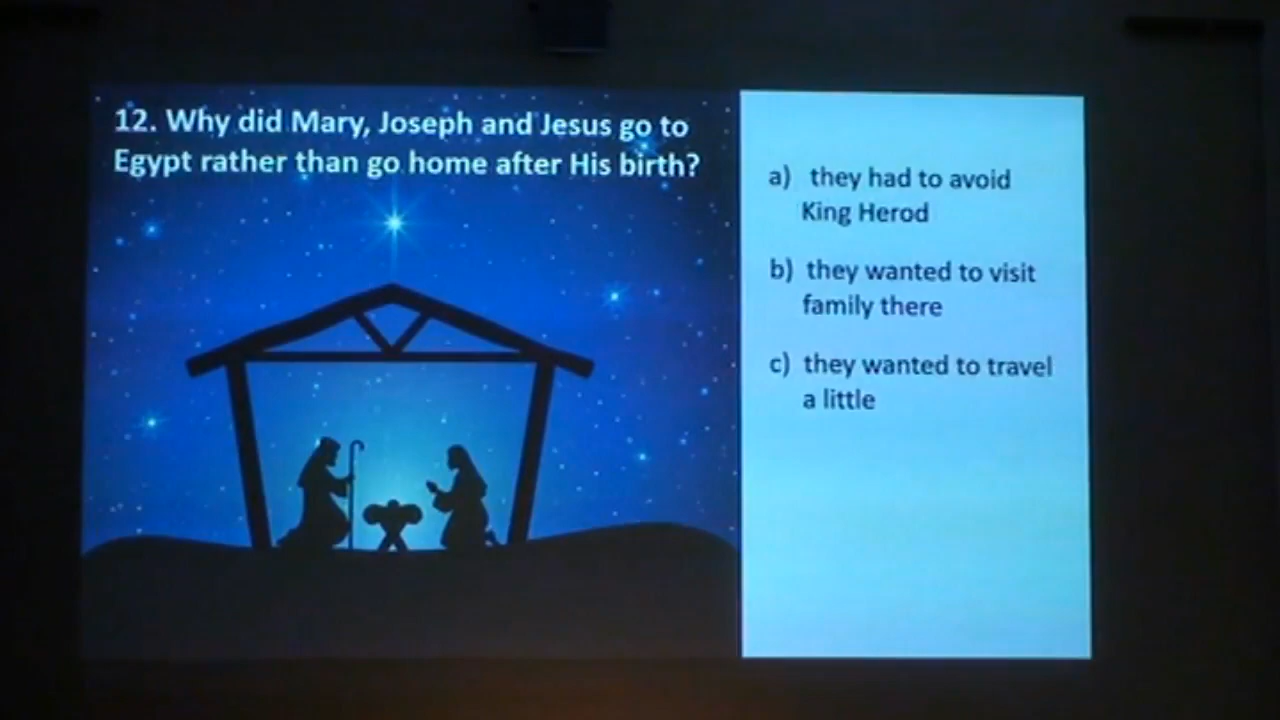 12. Why did Mary, Joseph and Jesus go to
Egypt rather than go home after His birth?
a) they had to avoid
King Herod
b) they wanted to visit
family there
c) they wanted to travel
a little